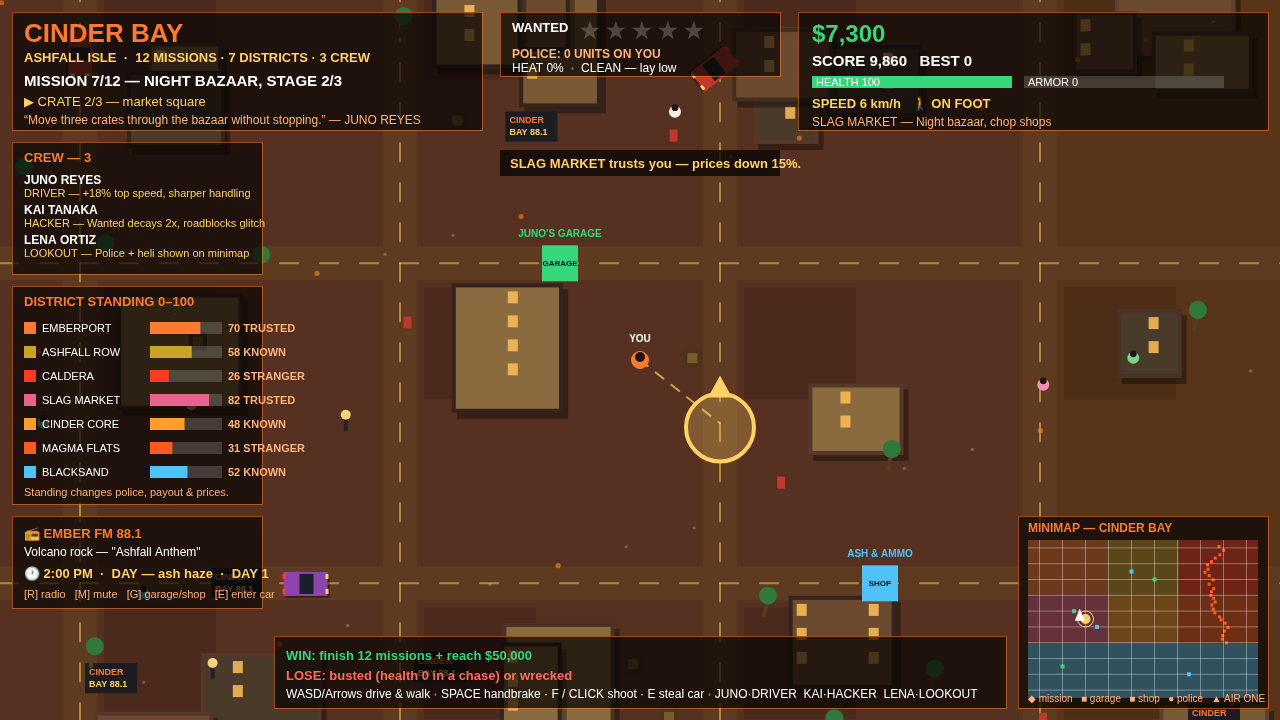 CINDER BAY
ASHFALL ISLE · 12 MISSIONS · 7 DISTRICTS · 3 CREW
MISSION 7/12 — NIGHT BAZAAR, STAGE 2/3
▶ CRATE 2/3 — market square
“Move three crates through the bazaar without stopping.” — JUNO REYES
WANTED ★ ★ ★ ★ ★
POLICE: 0 UNITS ON YOU
HEAT 0% · CLEAN — lay low
$7,300
SCORE 9,860 BEST 0
HEALTH 100 ARMOR 0
SPEED 6 km/h 🚶 ON FOOT
SLAG MARKET — Night bazaar, chop shops
CINDER
BAY 88.1
SLAG MARKET trusts you — prices down 15%.
CREW — 3
JUNO REYES
DRIVER — +18% top speed, sharper handling
KAI TANAKA
HACKER — Wanted decays 2x, roadblocks glitch
LENA ORTIZ
LOOKOUT — Police + heli shown on minimap
JUNO'S GARAGE
GARAGE
YOU
DISTRICT STANDING 0–100
EMBERPORT 70 TRUSTED
ASHFALL ROW 58 KNOWN
CALDERA 26 STRANGER
SLAG MARKET 82 TRUSTED
CINDER CORE 48 KNOWN
MAGMA FLATS 31 STRANGER
BLACKSAND 52 KNOWN
Standing changes police, payout & prices.
📻 EMBER FM 88.1
Volcano rock — "Ashfall Anthem"
🕐 2:00 PM · DAY — ash haze · DAY 1
[R] radio [M] mute [G] garage/shop [E] enter car
ASH & AMMO
SHOP
MINIMAP — CINDER BAY
◆ mission ■ garage ■ shop ● police ▲ AIR ONE
CINDER
BAY 88.1
WIN: finish 12 missions + reach $50,000
LOSE: busted (health 0 in a chase) or wrecked
WASD/Arrows drive & walk · SPACE handbrake · F / CLICK shoot · E steal car · JUNO·DRIVER KAI·HACKER LENA·LOOKOUT
CINDER